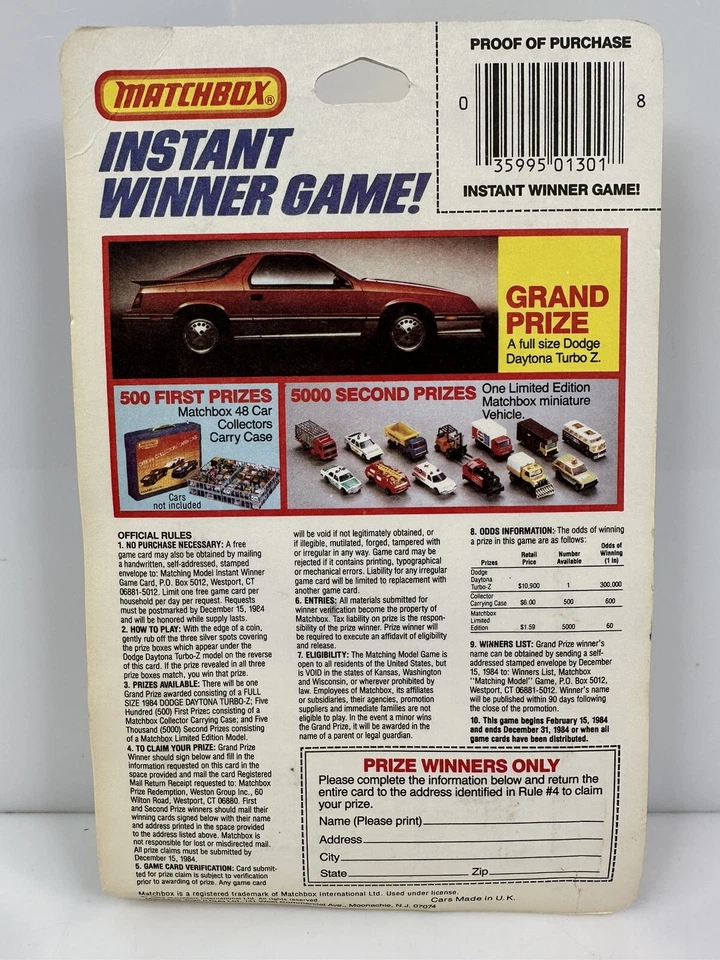 MATCHBOX®
INSTANT
WINNER GAME!
PROOF OF PURCHASE
0 35995 01301 8
INSTANT WINNER GAME!
GRAND
PRIZE
A full size Dodge
Daytona Turbo Z.
500 FIRST PRIZES
Matchbox 48 Car
Collectors
Carry Case
Cars
not included
5000 SECOND PRIZES
One Limited Edition
Matchbox miniature
Vehicle.
OFFICIAL RULES
1. NO PURCHASE NECESSARY: A free
game card may also be obtained by mailing
a handwritten, self-addressed, stamped
envelope to: Matching Model Instant Winner
Game Card, P.O. Box 5012, Westport, CT
06881-5012. Limit one free game card per
household per day per request. Requests
must be postmarked by December 15, 1984
and will be honored while supply lasts.
2. HOW TO PLAY: With the edge of a coin,
gently rub off the three silver spots covering
the prize boxes which appear under the
Dodge Daytona Turbo-Z model on the reverse
of this card. If the prize revealed in all three
prize boxes match, you win that prize.
3. PRIZES AVAILABLE: There will be one
Grand Prize awarded consisting of a FULL
SIZE 1984 DODGE DAYTONA TURBO-Z; Five
Hundred (500) First Prizes consisting of a
Matchbox Collector Carrying Case; and Five
Thousand (5000) Second Prizes consisting
of a Matchbox Limited Edition Model.
4. TO CLAIM YOUR PRIZE: Grand Prize
Winner should sign below and fill in the
information requested on this card in the
space provided and mail the card Registered
Mail Return Receipt requested to: Matchbox
Prize Redemption, Weston Group Inc., 60
Wilton Road, Westport, CT 06880. First
and Second Prize winners should mail their
winning cards signed below with their name
and address printed in the space provided
to the address listed above. Matchbox is
not responsible for lost or misdirected mail.
All prize claims must be submitted by
December 15, 1984.
5. GAME CARD VERIFICATION: Card submit-
ted for prize claim is subject to verification
prior to awarding of prize. Any game card
will be void if not legitimately obtained, or
if illegible, mutilated, forged, tampered with
or irregular in any way. Game card may be
rejected if it contains printing, typographical
or mechanical errors. Liability for any irregular
game card will be limited to replacement with
another game card.
6. ENTRIES: All materials submitted for
winner verification become the property of
Matchbox. Tax liability on prize is the respon-
sibility of the prize winner. Prize winner will
be required to execute an affidavit of eligibility
and release.
7. ELIGIBILITY: The Matching Model Game is
open to all residents of the United States, but
is VOID in the states of Kansas, Washington
and Wisconsin, or wherever prohibited by
law. Employees of Matchbox, its affiliates
or subsidiaries, their agencies, promotion
suppliers and immediate families are not
eligible to play. In the event a minor wins
the Grand Prize, it will be awarded in the
name of a parent or legal guardian.
8. ODDS INFORMATION: The odds of winning
a prize in this game are as follows:
Prizes Retail Price Number Available Odds of Winning (1 in)
Dodge Daytona Turbo-Z $10,900 1 300,000
Collector Carrying Case $6.00 500 600
Matchbox Limited Edition $1.59 5000 60
9. WINNERS LIST: Grand Prize winner's
name can be obtained by sending a self-
addressed stamped envelope by December
15, 1984 to: Winners List, Matchbox
"Matching Model" Game, P.O. Box 5012,
Westport, CT 06881-5012. Winner's name
will be published within 90 days following
the close of the promotion.
10. This game begins February 15, 1984
and ends December 31, 1984 or when all
game cards have been distributed.
PRIZE WINNERS ONLY
Please complete the information below and return the
entire card to the address identified in Rule #4 to claim
your prize.
Name (Please print)
Address
City
State Zip
Matchbox is a registered trademark of Matchbox International Ltd. Used under license.
International Ltd. All rights reserved.
Ave., Moonachie, N.J. 07074
Cars Made in U.K.